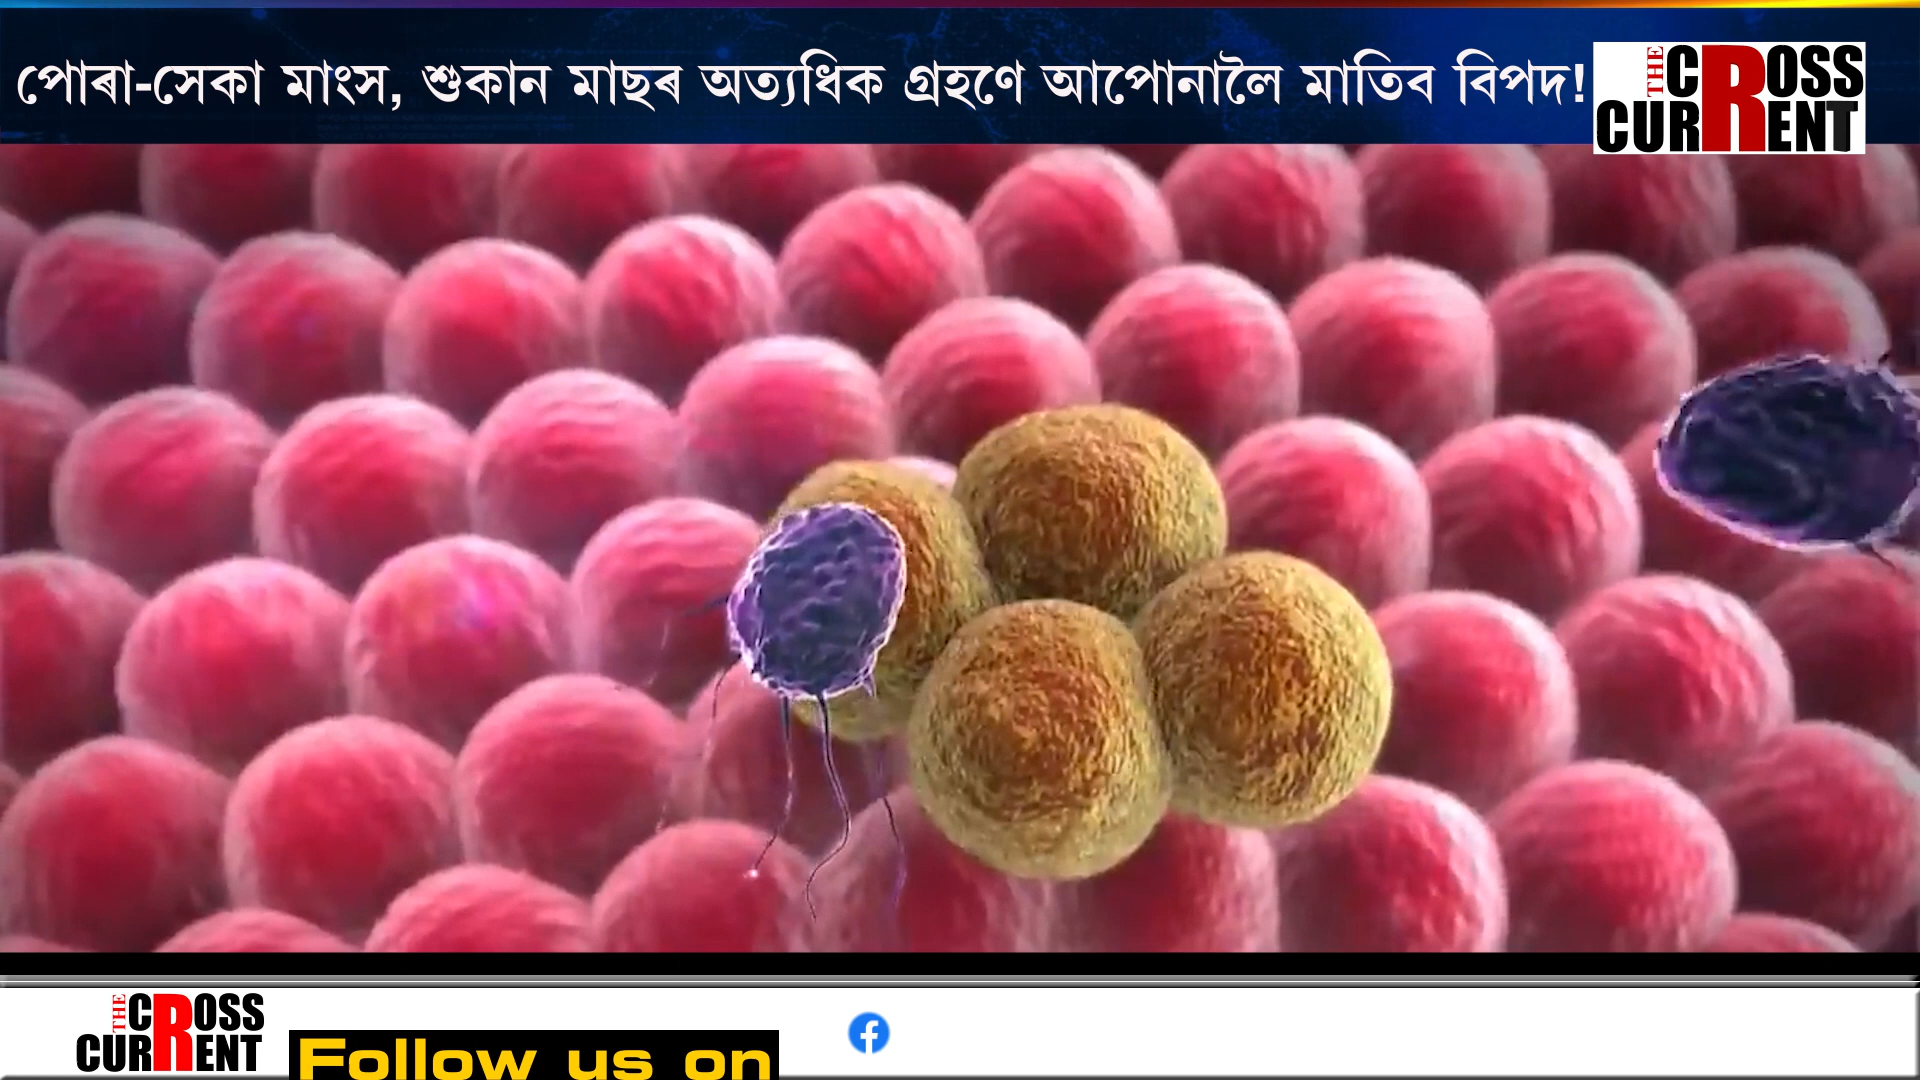 পোৰা-সেকা মাংস, শুকান মাছৰ অত্যধিক গ্ৰহণে আপোনালৈ মাতিব বিপদ!
THE CROSS
CURRENT
THE CROSS
CURRENT
Follow us on